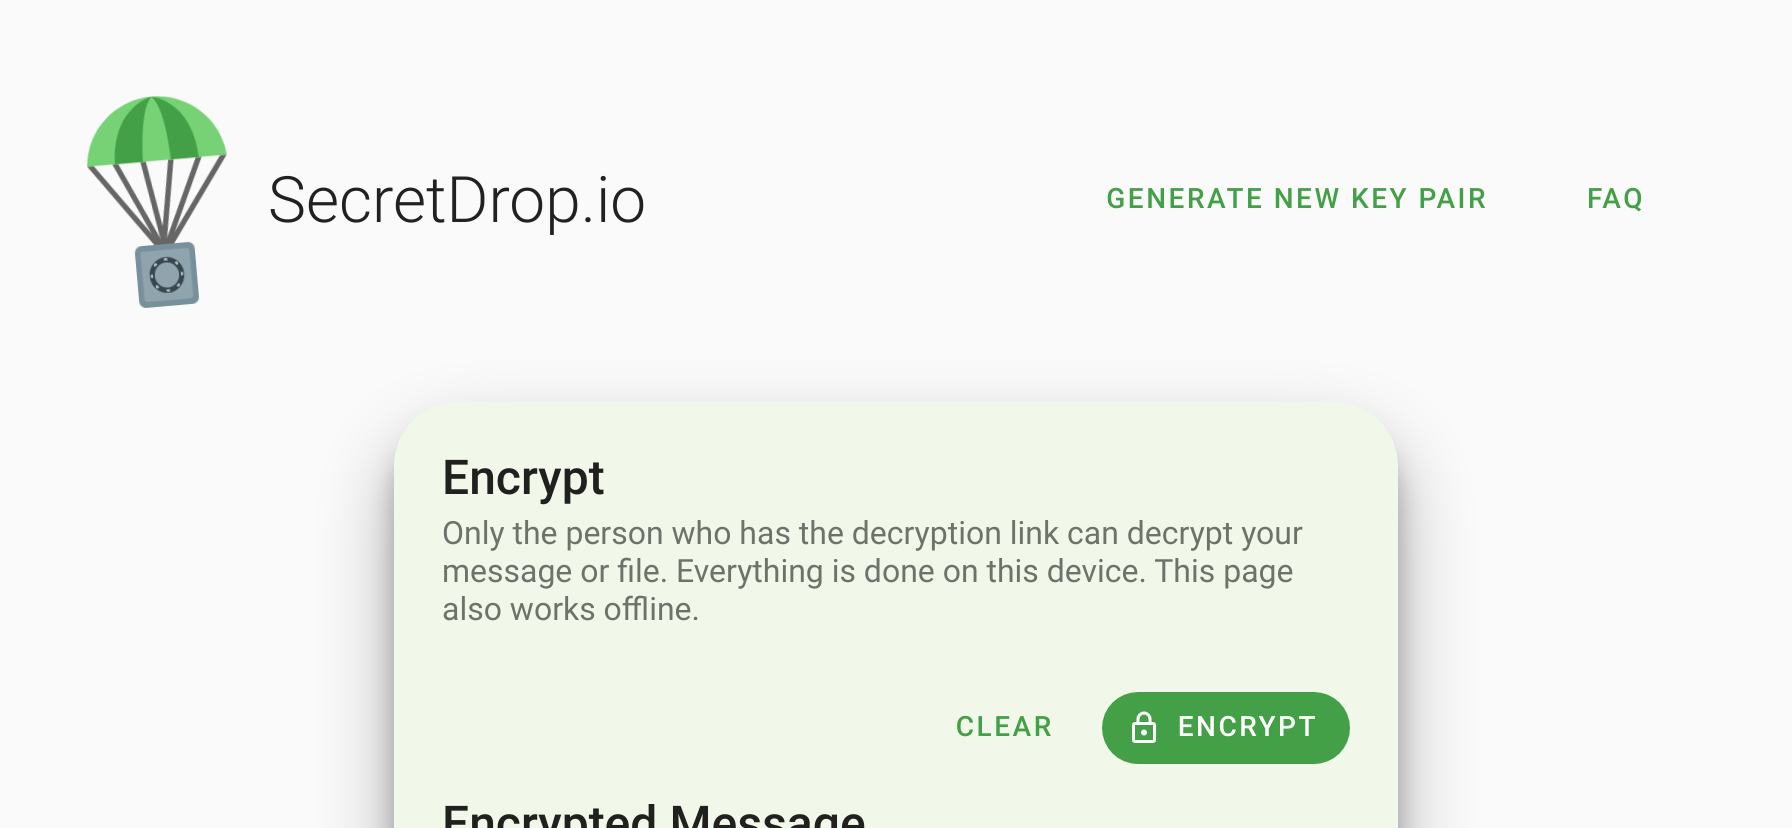 SecretDrop.io
GENERATE NEW KEY PAIR
FAQ
Encrypt
Only the person who has the decryption link can decrypt your
message or file. Everything is done on this device. This page
also works offline.
CLEAR
ENCRYPT
Encrypted Message